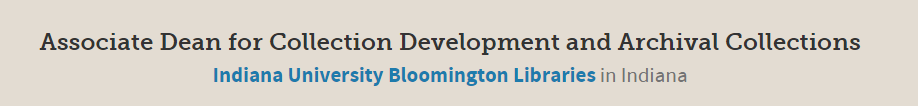 Associate Dean for Collection Development and Archival Collections
Indiana University Bloomington Libraries in Indiana